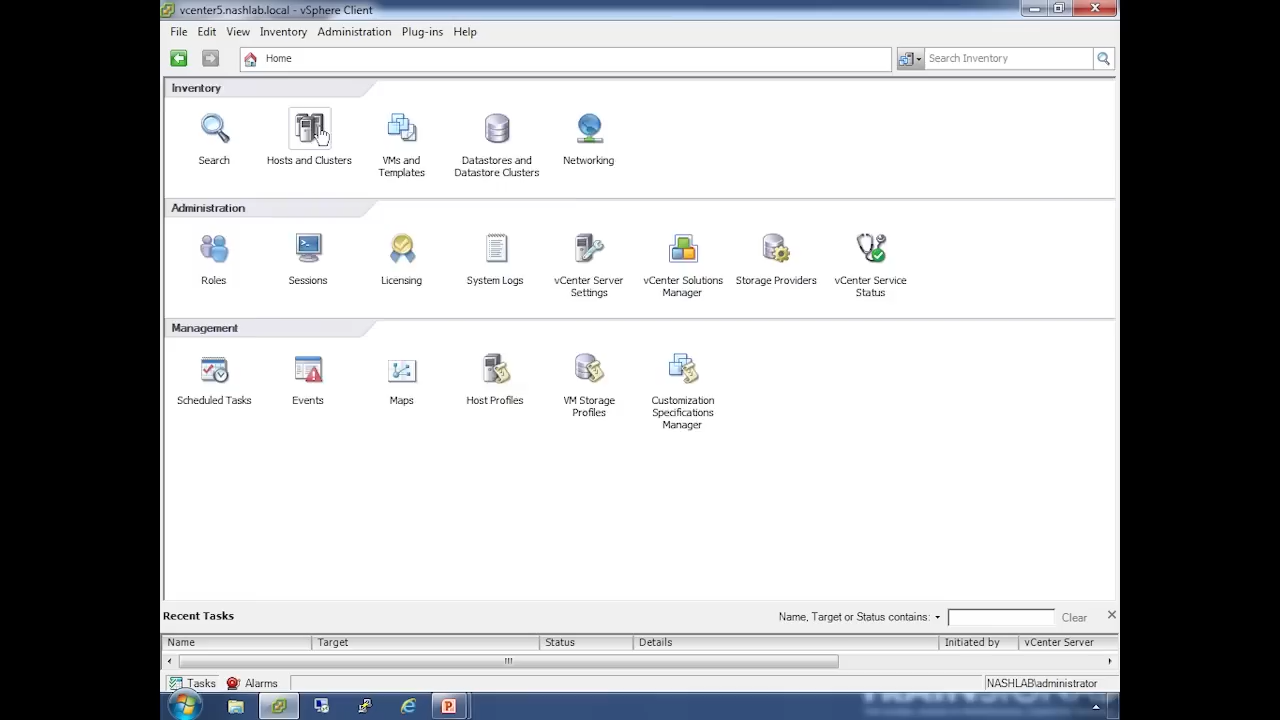 vcenter5.nashlab.local - vSphere Client
File Edit View Inventory Administration Plug-ins Help
Home
Search Inventory
Inventory
Search
Hosts and Clusters
VMs and
Templates
Datastores and
Datastore Clusters
Networking
Administration
Roles
Sessions
Licensing
System Logs
vCenter Server
Settings
vCenter Solutions
Manager
Storage Providers
vCenter Service
Status
Management
Scheduled Tasks
Events
Maps
Host Profiles
VM Storage
Profiles
Customization
Specifications
Manager
Recent Tasks
Name, Target or Status contains:
Clear
Name Target Status Details Initiated by vCenter Server
Tasks
Alarms
NASHLAB\administrator